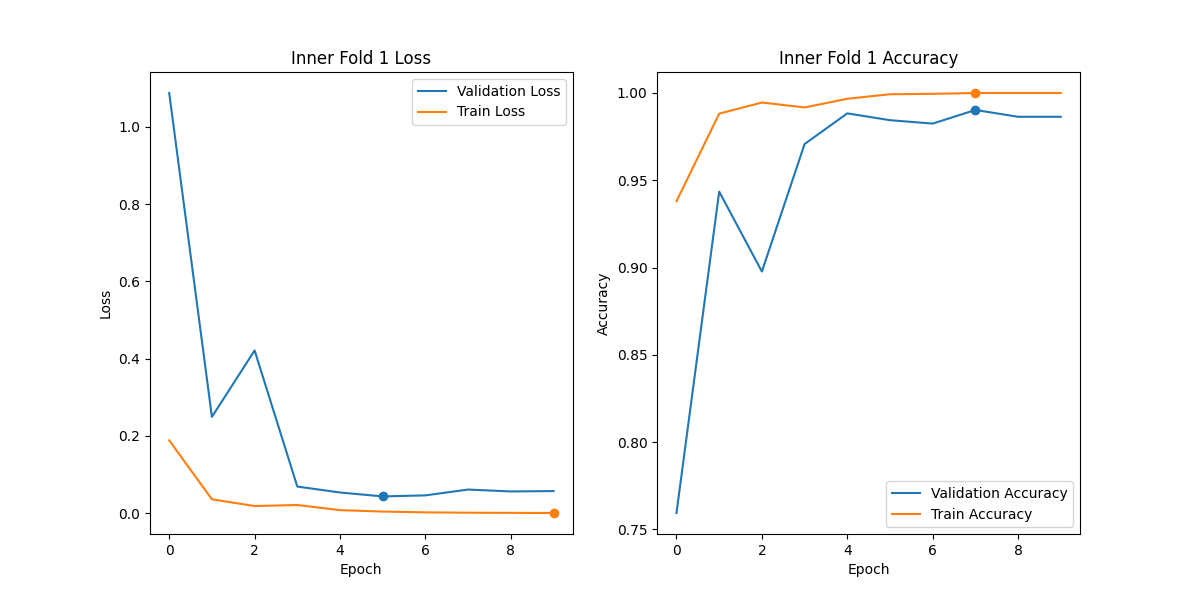 Inner Fold 1 Loss
Validation Loss
Train Loss
1.0
0.8
0.6
0.4
0.2
0.0
Loss
0
2
4
6
8
Epoch
Inner Fold 1 Accuracy
1.00
0.95
0.90
0.85
0.80
0.75
Accuracy
Validation Accuracy
Train Accuracy
0
2
4
6
8
Epoch